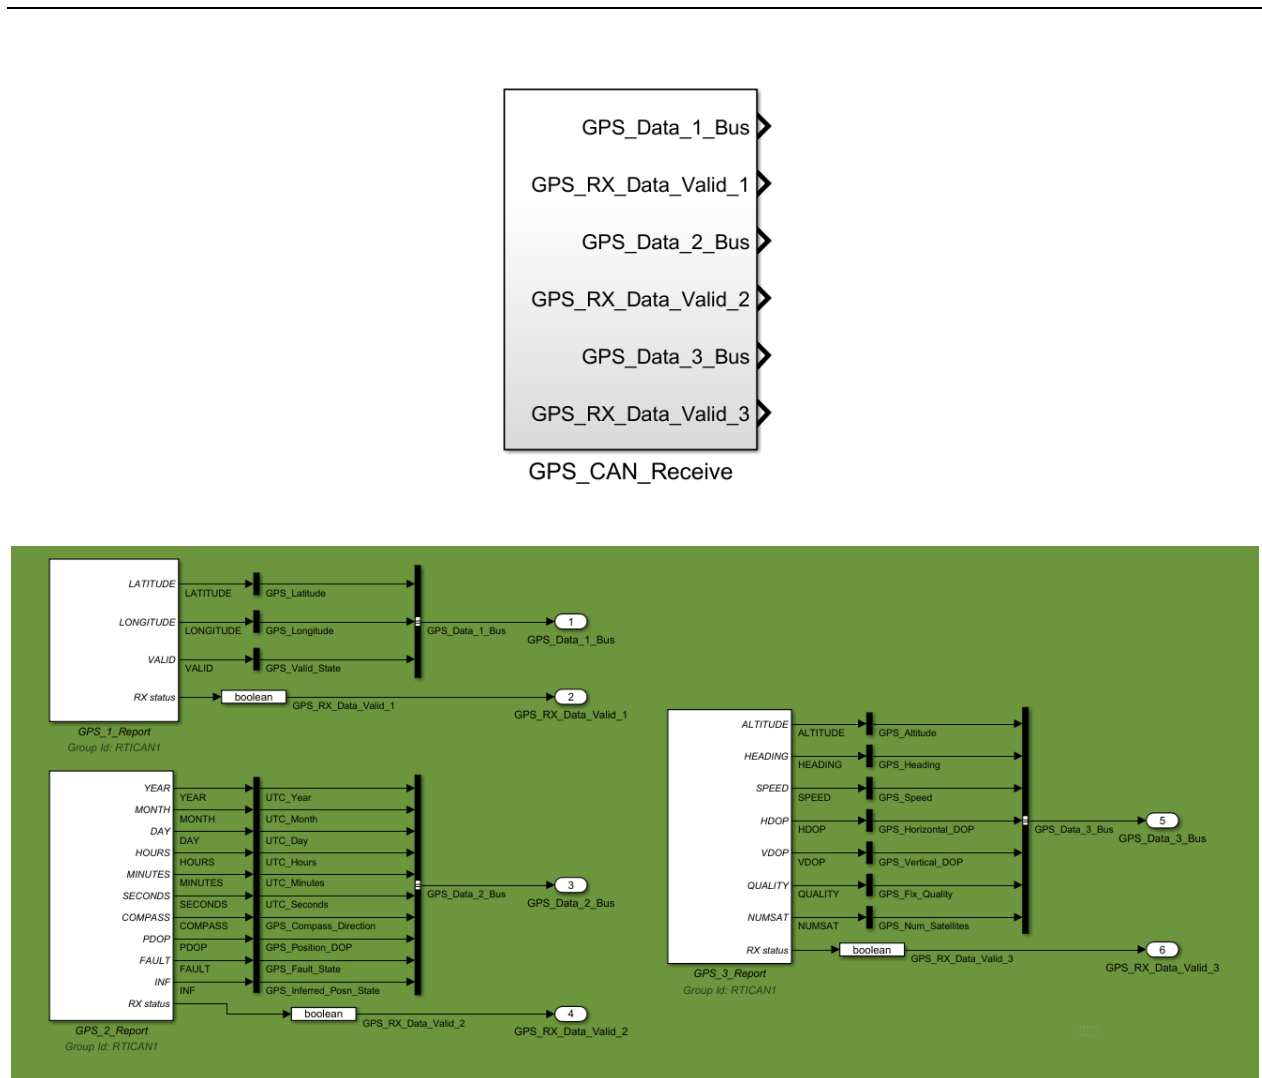 GPS_Data_1_Bus
GPS_RX_Data_Valid_1
GPS_Data_2_Bus
GPS_RX_Data_Valid_2
GPS_Data_3_Bus
GPS_RX_Data_Valid_3
GPS_CAN_Receive
LATITUDE
LATITUDE
GPS_Latitude
LONGITUDE
LONGITUDE
GPS_Longitude
VALID
VALID
GPS_Valid_State
GPS_Data_1_Bus
1
GPS_Data_1_Bus
RX status
boolean
GPS_RX_Data_Valid_1
2
GPS_RX_Data_Valid_1
GPS_1_Report
Group Id: RTICAN1
YEAR
YEAR
UTC_Year
MONTH
MONTH
UTC_Month
DAY
DAY
UTC_Day
HOURS
HOURS
UTC_Hours
MINUTES
MINUTES
UTC_Minutes
SECONDS
SECONDS
UTC_Seconds
COMPASS
COMPASS
GPS_Compass_Direction
PDOP
PDOP
GPS_Position_DOP
FAULT
FAULT
GPS_Fault_State
INF
INF
GPS_Inferred_Posn_State
GPS_Data_2_Bus
3
GPS_Data_2_Bus
RX status
boolean
GPS_RX_Data_Valid_2
4
GPS_RX_Data_Valid_2
GPS_2_Report
Group Id: RTICAN1
ALTITUDE
ALTITUDE
GPS_Altitude
HEADING
HEADING
GPS_Heading
SPEED
SPEED
GPS_Speed
HDOP
HDOP
GPS_Horizontal_DOP
VDOP
VDOP
GPS_Vertical_DOP
QUALITY
QUALITY
GPS_Fix_Quality
NUMSAT
NUMSAT
GPS_Num_Satellites
GPS_Data_3_Bus
5
GPS_Data_3_Bus
RX status
boolean
GPS_RX_Data_Valid_3
6
GPS_RX_Data_Valid_3
GPS_3_Report
Group Id: RTICAN1